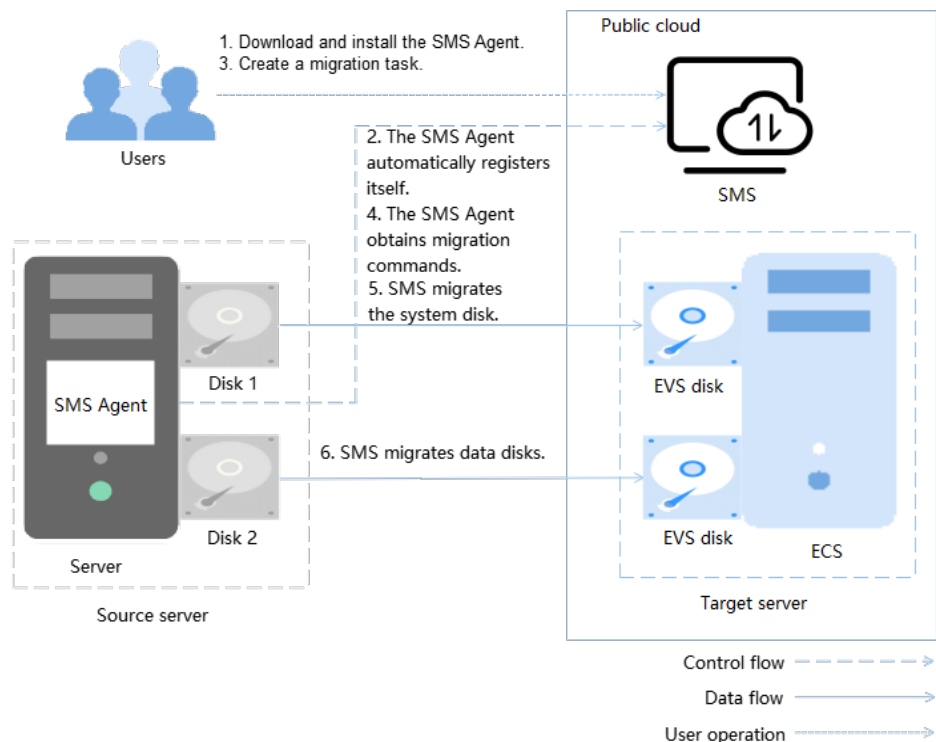 Public cloud
1. Download and install the SMS Agent.
3. Create a migration task.
Users
2. The SMS Agent
automatically registers
itself.
4. The SMS Agent
obtains migration
commands.
5. SMS migrates
the system disk.
SMS
SMS Agent
Disk 1
EVS disk
6. SMS migrates data disks.
Disk 2
EVS disk
ECS
Server
Source server
Target server
Control flow
Data flow
User operation